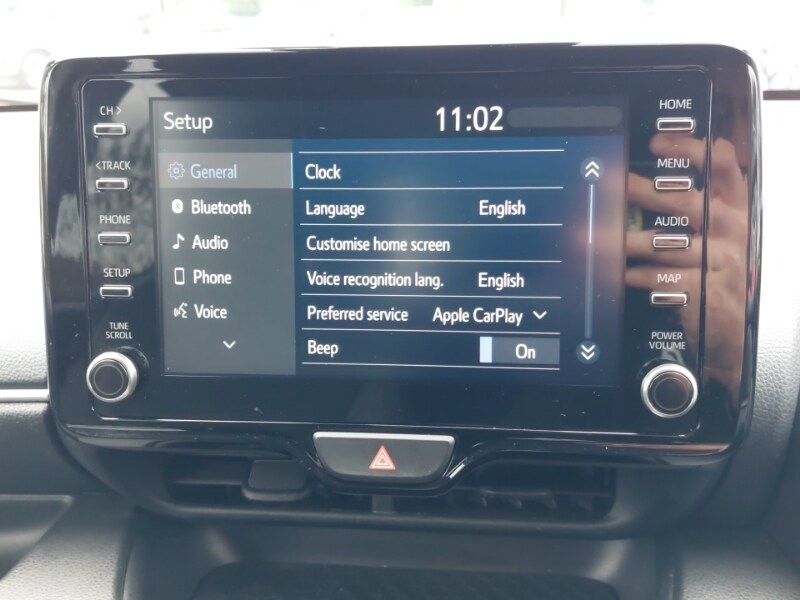 CH >
< TRACK
PHONE
SETUP
TUNE
SCROLL
Setup 11:02
General
Bluetooth
Audio
Phone
Voice
Clock
Language English
Customise home screen
Voice recognition lang. English
Preferred service Apple CarPlay
Beep On
HOME
MENU
AUDIO
MAP
POWER
VOLUME